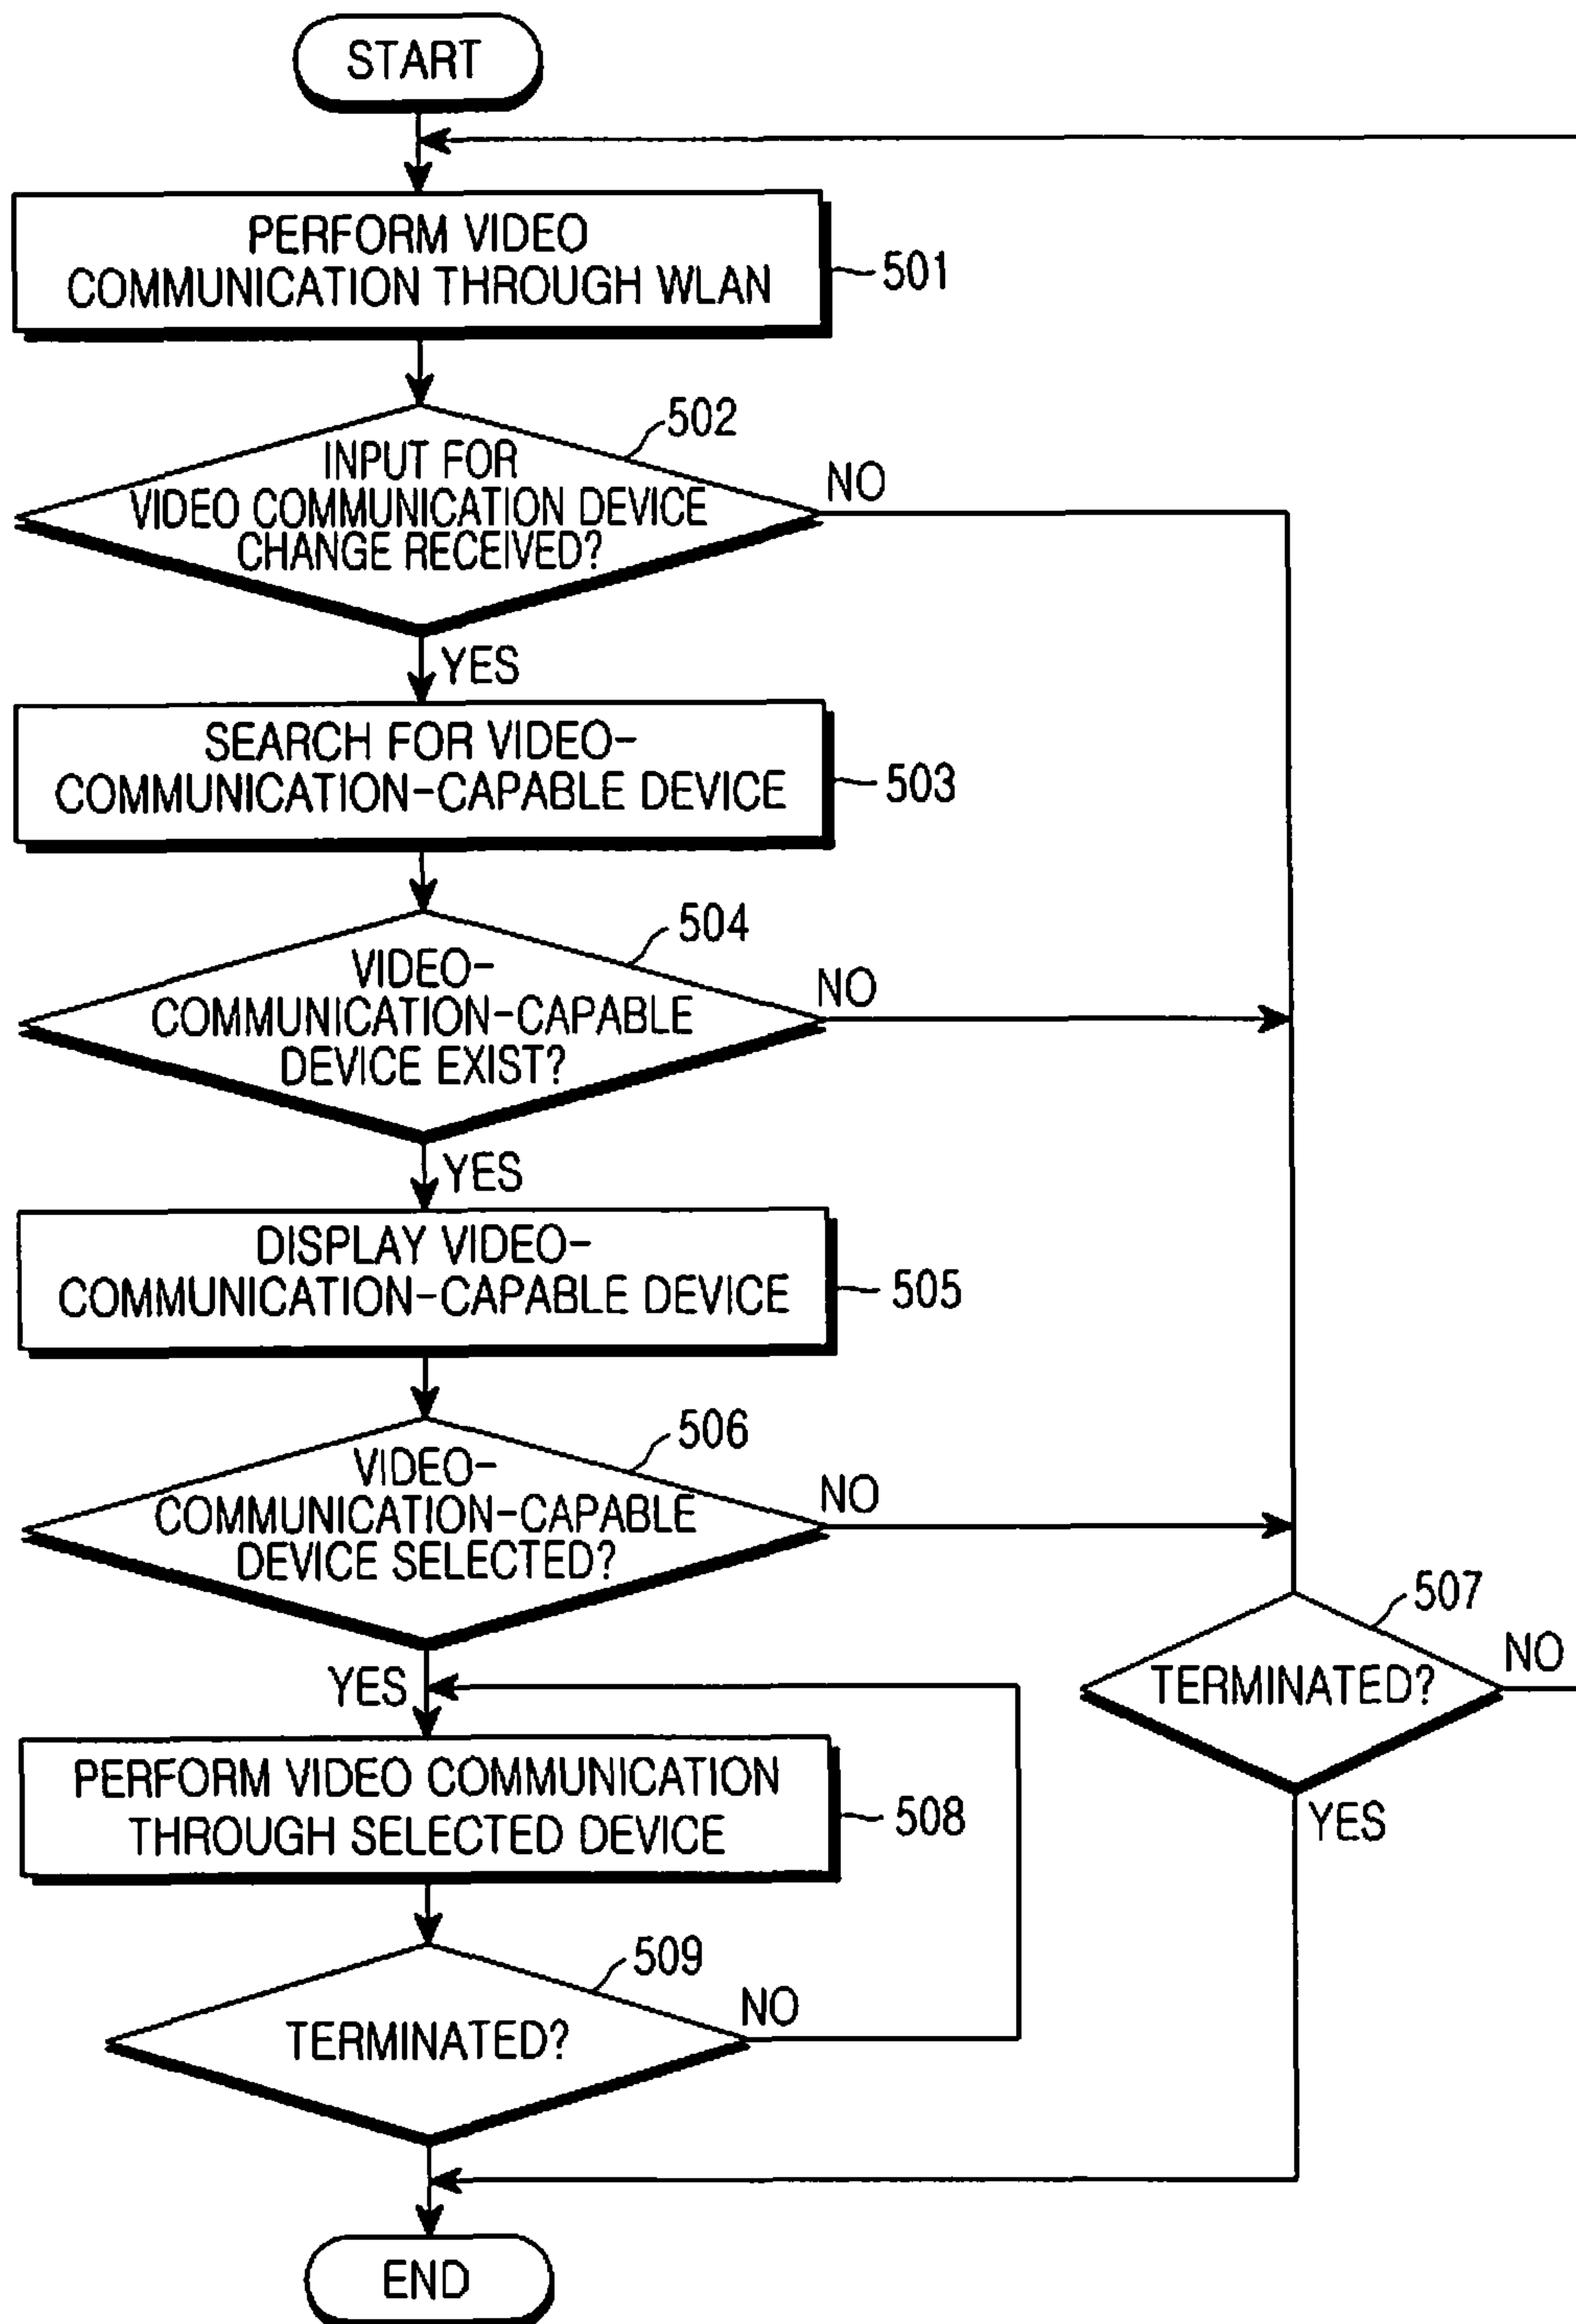 START
PERFORM VIDEO
COMMUNICATION THROUGH WLAN
501
502
INPUT FOR
VIDEO COMMUNICATION DEVICE
CHANGE RECEIVED?
NO
YES
SEARCH FOR VIDEO-
COMMUNICATION-CAPABLE DEVICE
503
504
VIDEO-
COMMUNICATION-CAPABLE
DEVICE EXIST?
NO
YES
DISPLAY VIDEO-
COMMUNICATION-CAPABLE DEVICE
505
506
VIDEO-
COMMUNICATION-CAPABLE
DEVICE SELECTED?
NO
507
TERMINATED?
NO
YES
YES
PERFORM VIDEO COMMUNICATION
THROUGH SELECTED DEVICE
508
509
TERMINATED?
NO
END